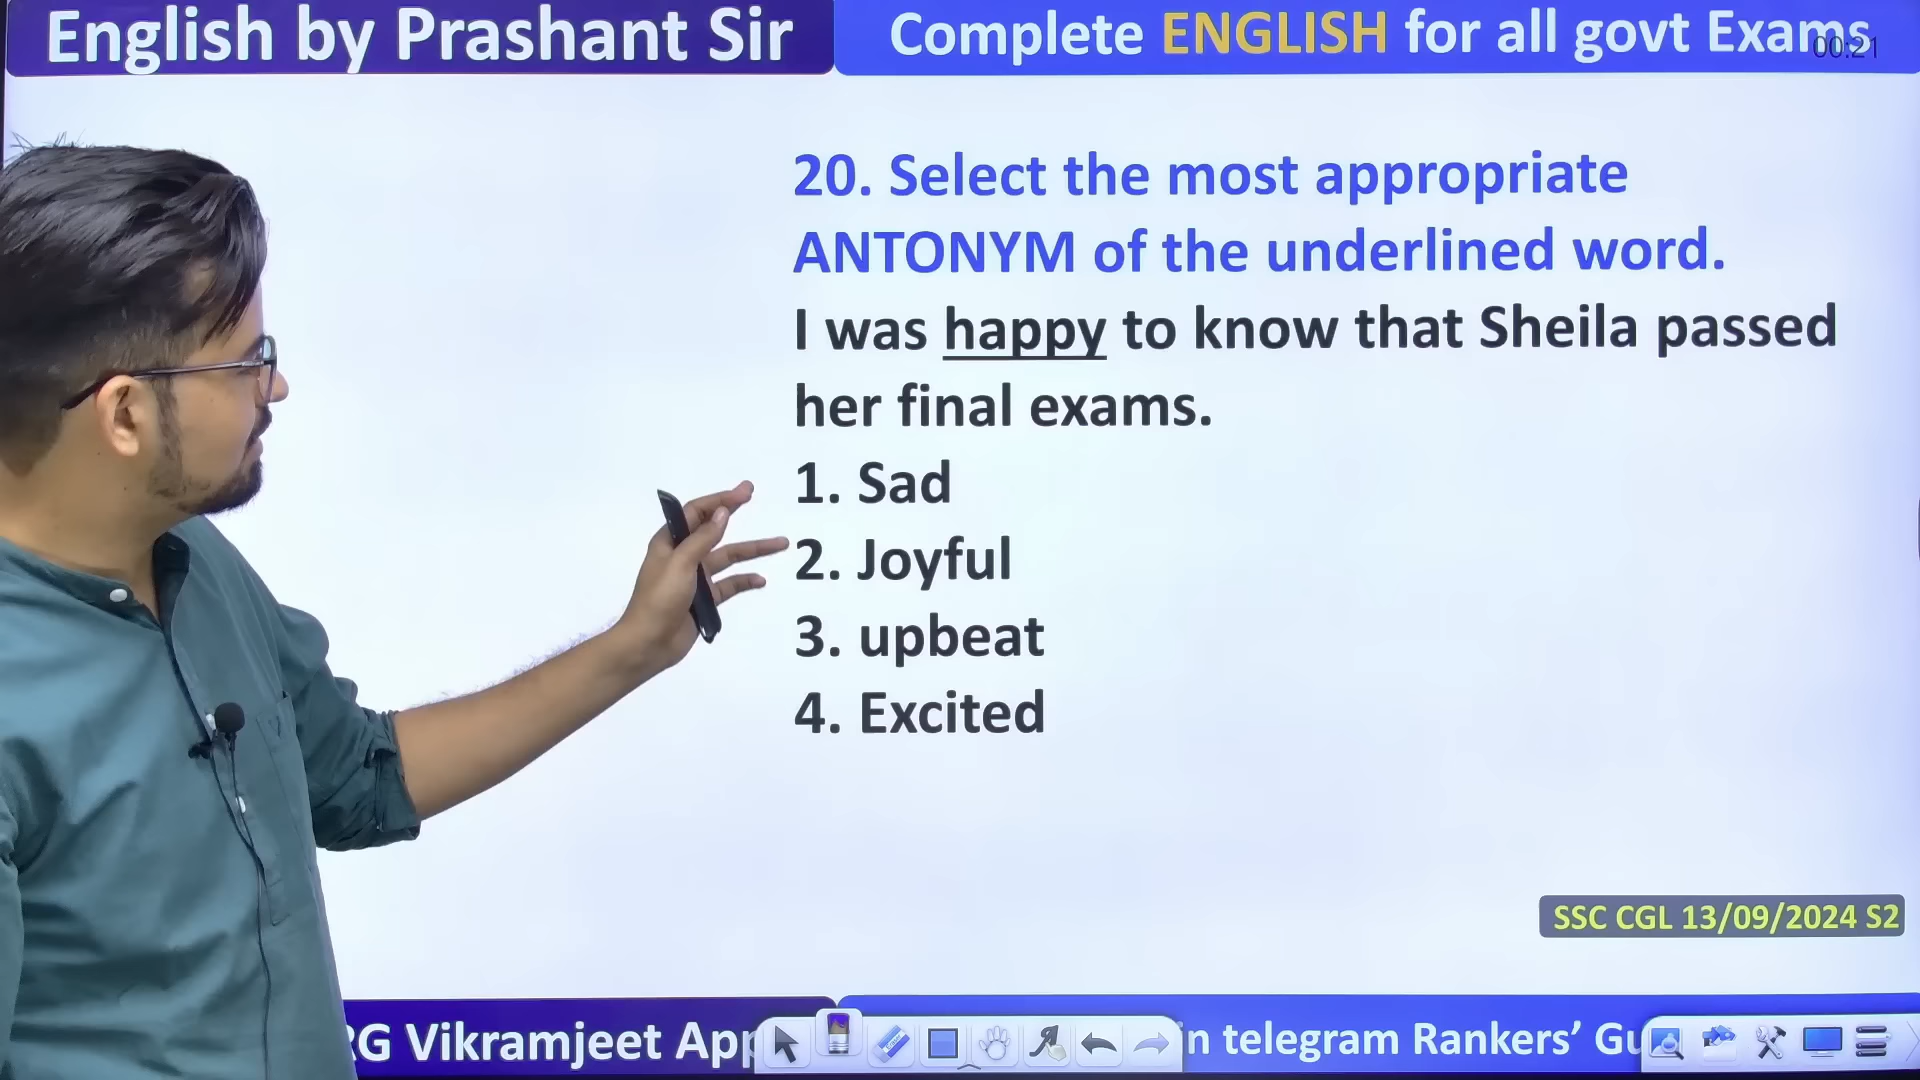 English by Prashant Sir
Complete ENGLISH for all govt Exams
00:21
20. Select the most appropriate
ANTONYM of the underlined word.
I was happy to know that Sheila passed
her final exams.
1. Sad
2. Joyful
3. upbeat
4. Excited
SSC CGL 13/09/2024 S2
RG Vikramjeet App
in telegram Rankers’ Gu